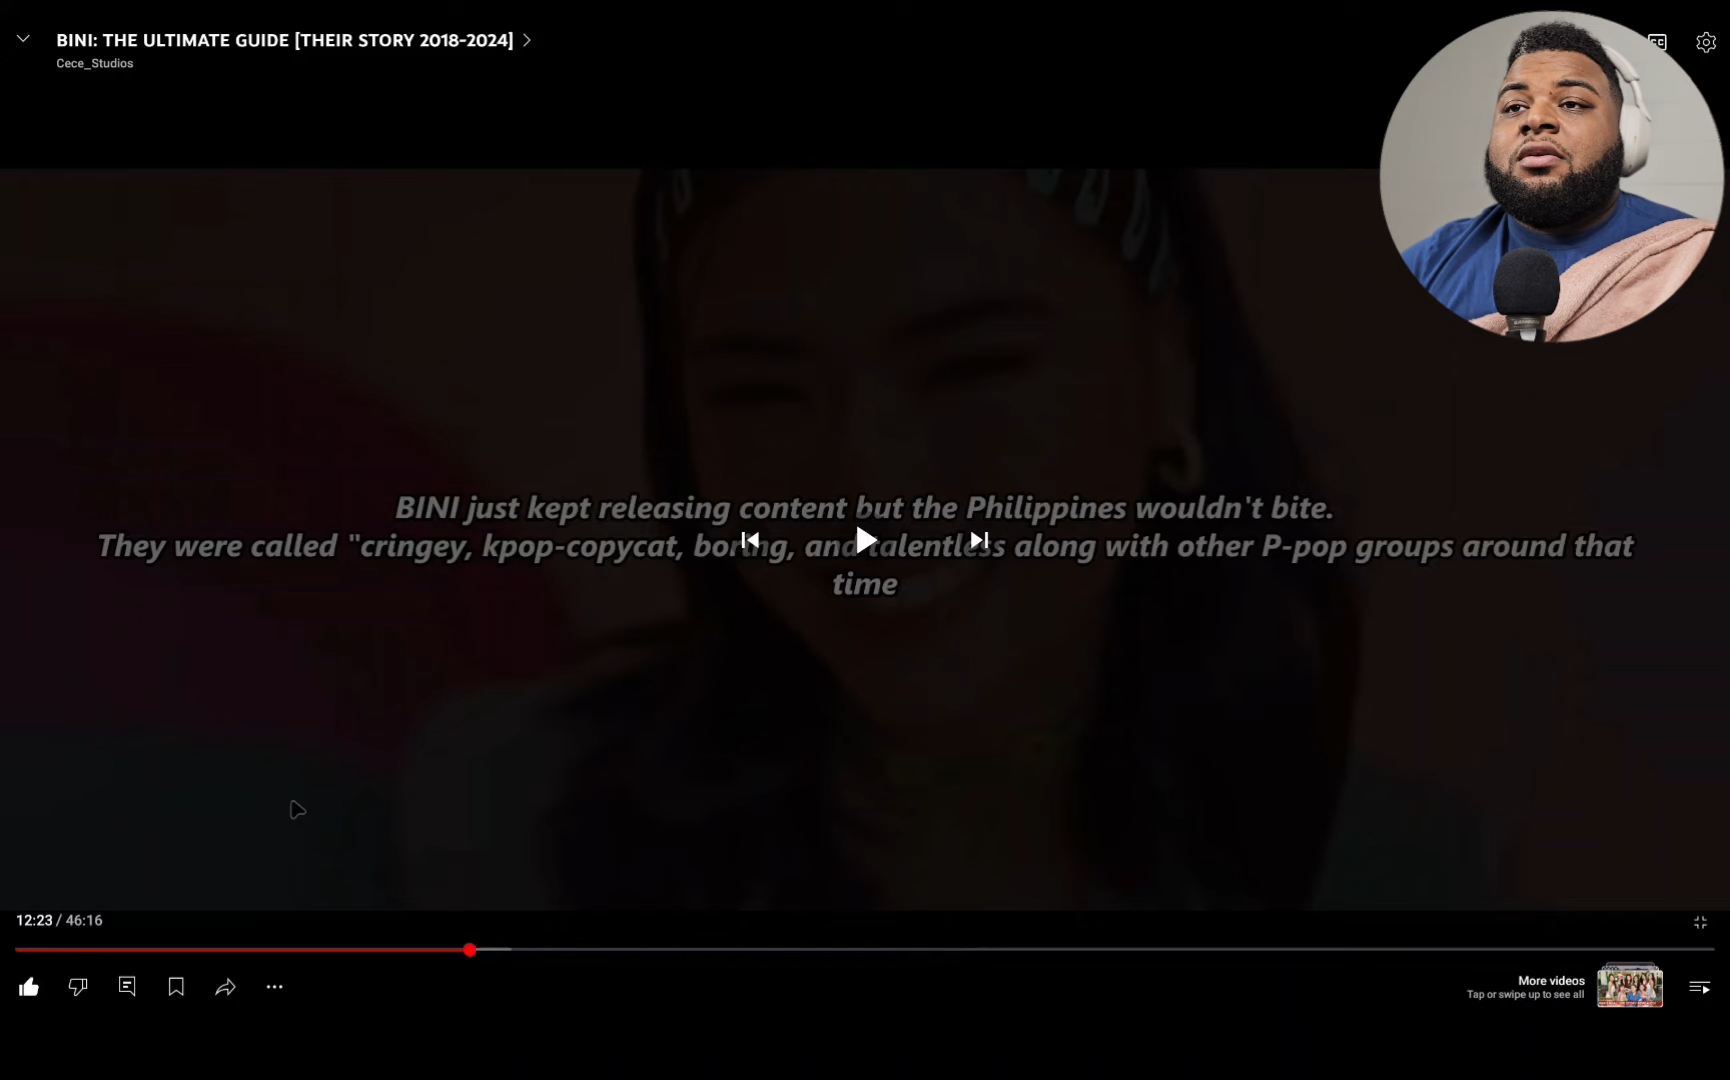 BINI: THE ULTIMATE GUIDE [THEIR STORY 2018-2024]
Cece_Studios
CC
BINI just kept releasing content but the Philippines wouldn't bite.
They were called "cringey, kpop-copycat, boring, and talentless along with other P-pop groups around that
time
12:23 / 46:16
More videos
Tap or swipe up to see all